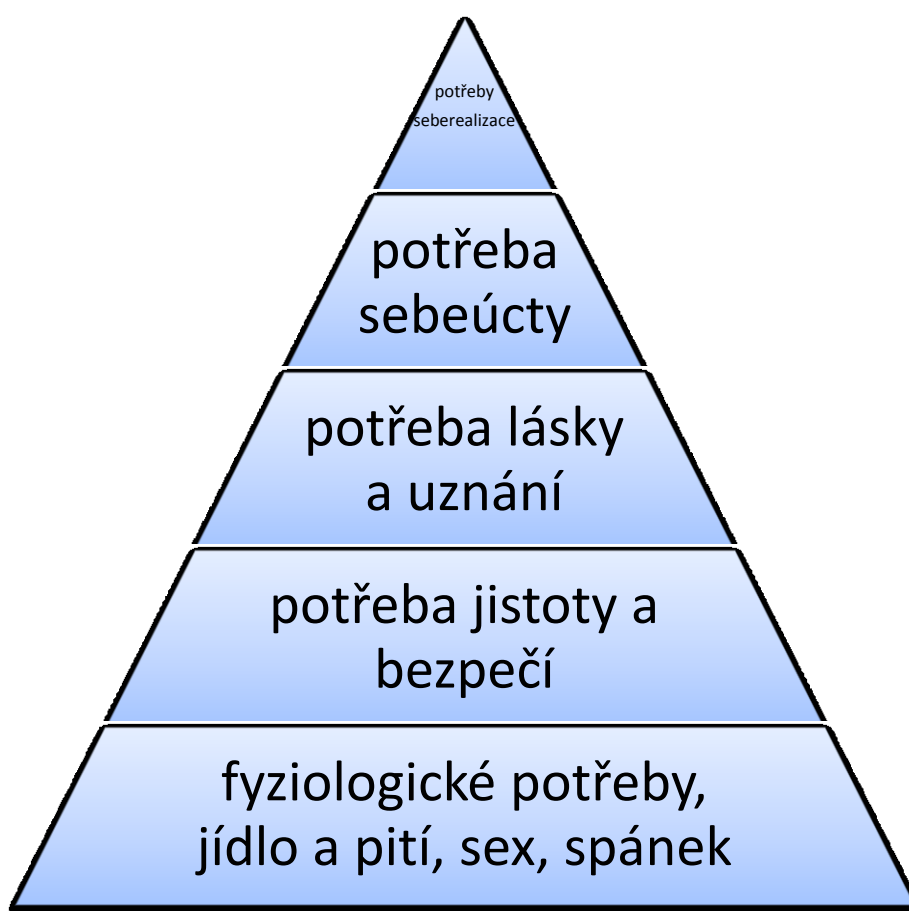 potřeby
seberealizace
potřeba
sebeúcty
potřeba lásky
a uznání
potřeba jistoty a
bezpečí
fyziologické potřeby,
jídlo a pití, sex, spánek